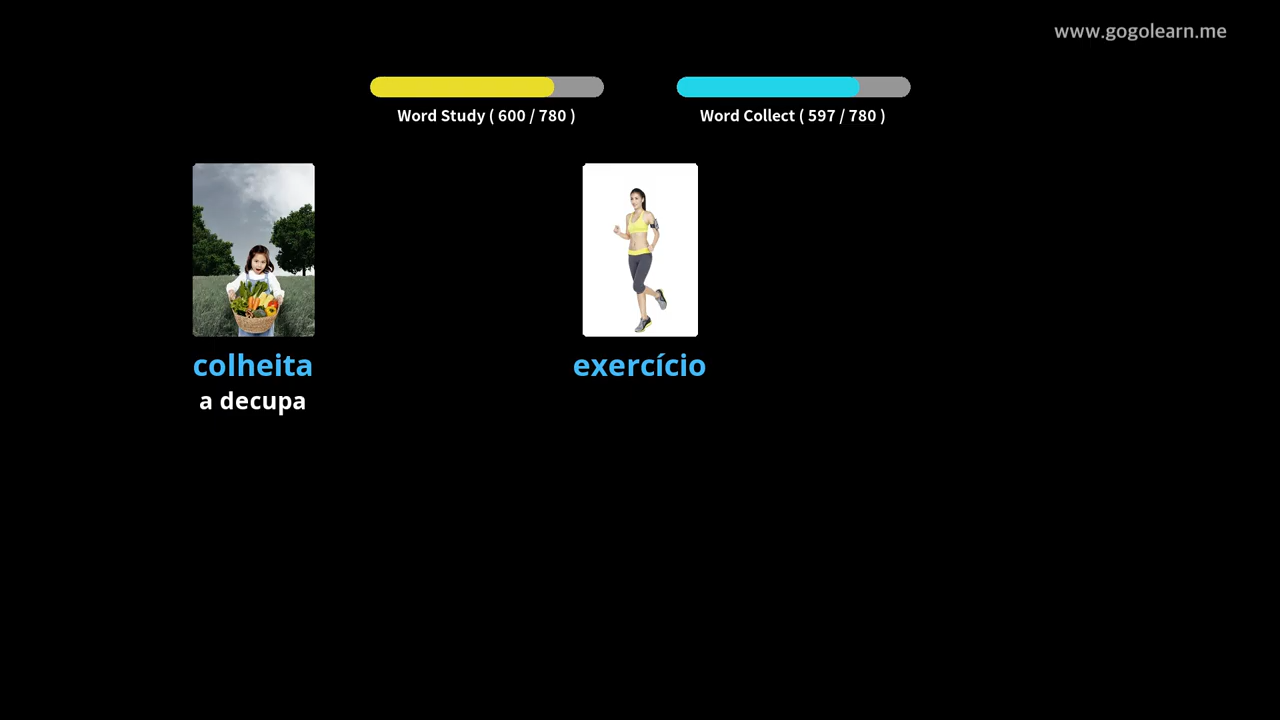 www.gogolearn.me
Word Study ( 600 / 780 )
Word Collect ( 597 / 780 )
colheita
a decupa
exercício